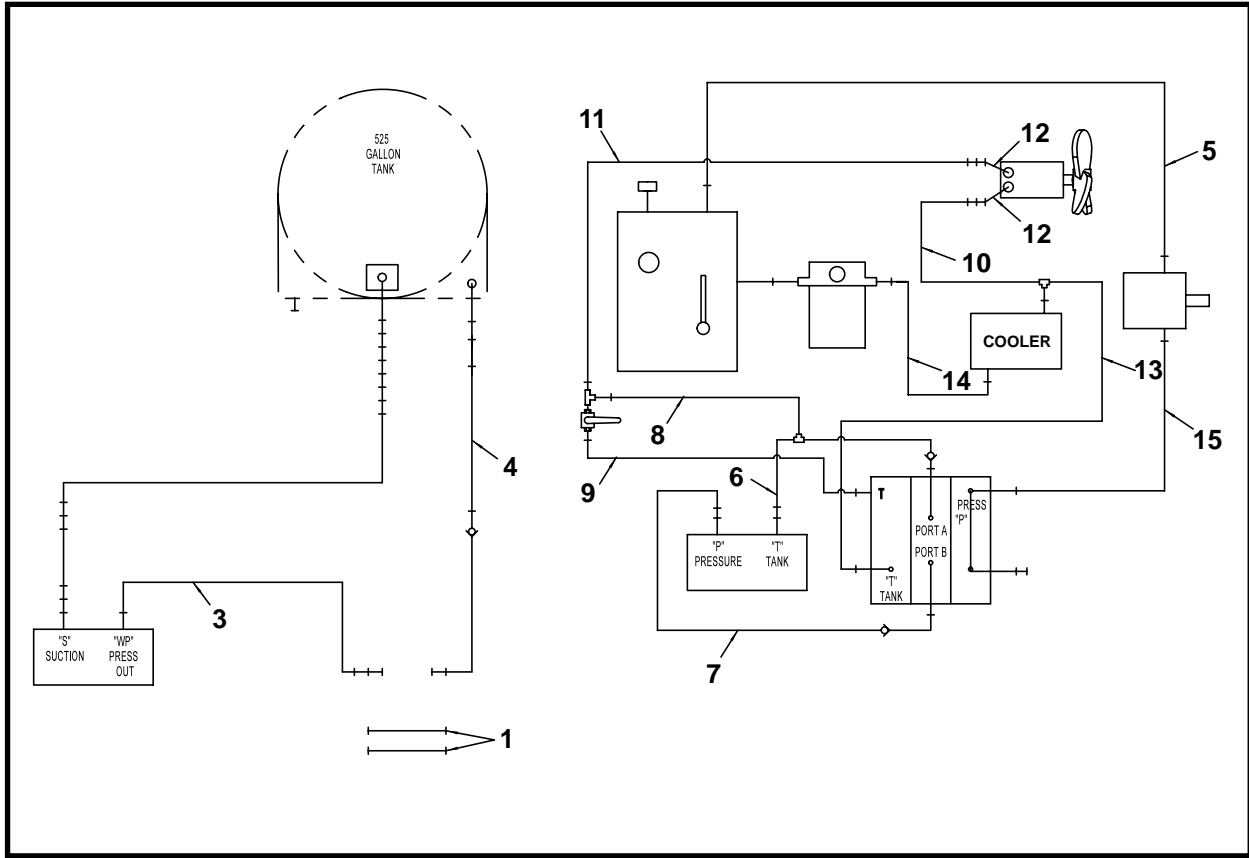 525
GALLON
TANK
11
12
5
12
10
COOLER
14
13
8
15
4
9
6
T
PRESS
"P"
PORT A
PORT B
"P"
PRESSURE
"T"
TANK
"T"
TANK
3
7
"S"
SUCTION
"WP"
PRESS
OUT
1